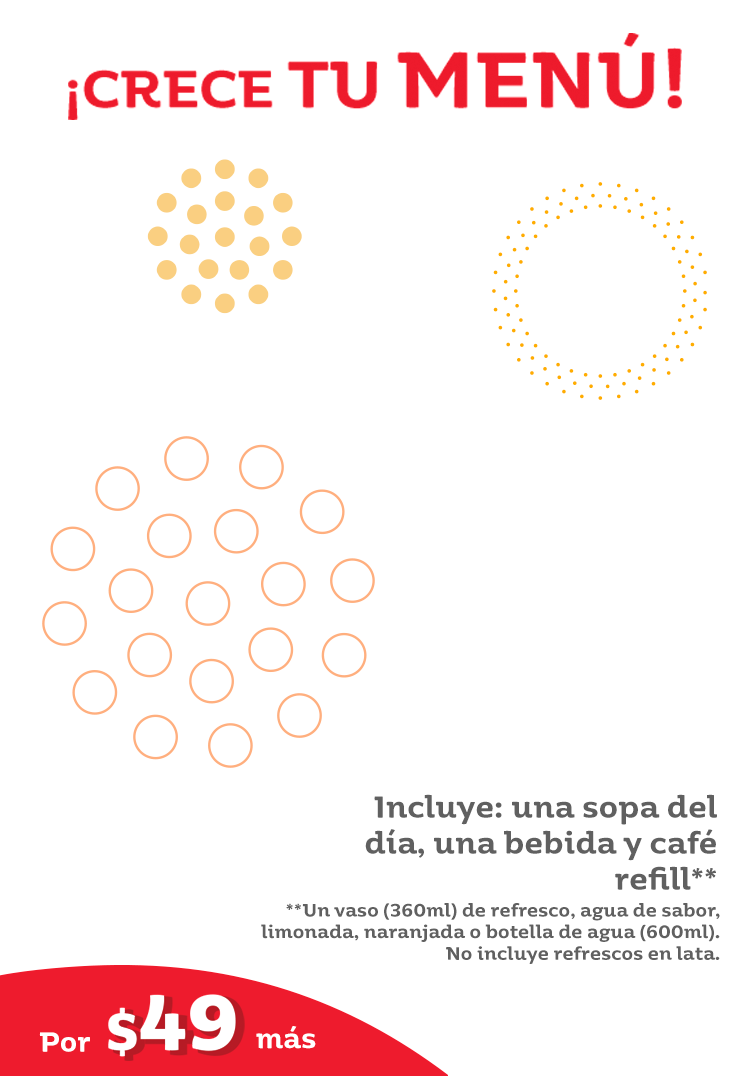 ¡CRECE TU MENÚ!
Incluye: una sopa del
día, una bebida y café
refill**
**Un vaso (360ml) de refresco, agua de sabor,
limonada, naranjada o botella de agua (600ml).
No incluye refrescos en lata.
Por $49 más